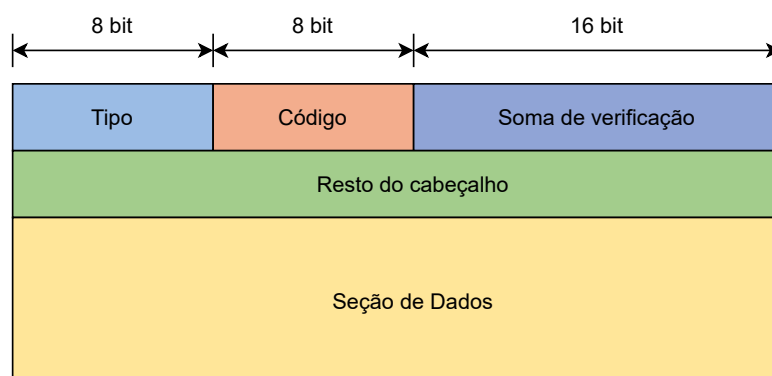 8 bit 8 bit 16 bit
Tipo Código Soma de verificação
Resto do cabeçalho
Seção de Dados